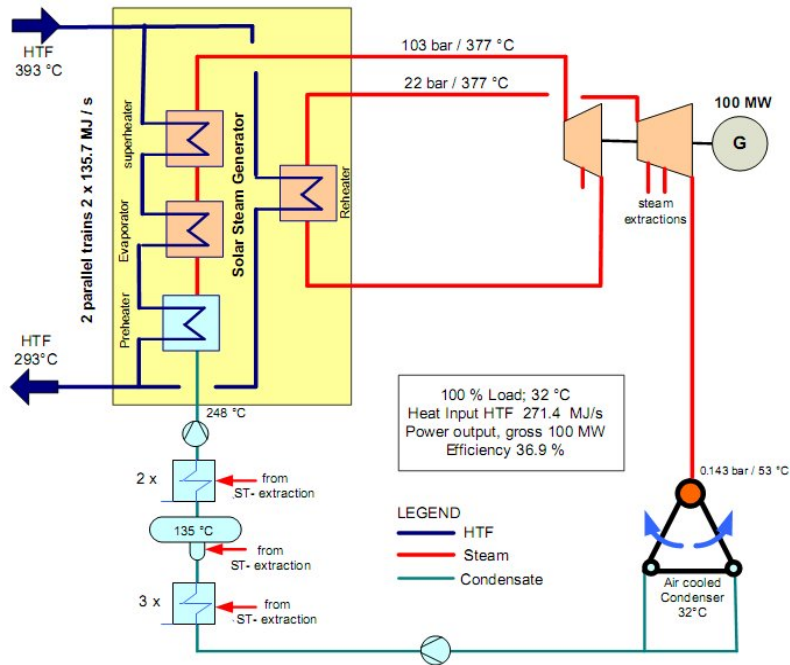 HTF
393 °C
2 parallel trains 2 x 135.7 MJ / s
superheater
Evaporator
Preheater
Solar Steam Generator
Reheater
103 bar / 377 °C
22 bar / 377 °C
100 MW
G
steam
extractions
HTF
293°C
248 °C
100 % Load; 32 °C
Heat Input HTF 271.4 MJ/s
Power output, gross 100 MW
Efficiency 36.9 %
0.143 bar / 53 °C
2 x
from
ST- extraction
135 °C
from
ST- extraction
3 x
from
ST- extraction
LEGEND
HTF
Steam
Condensate
Air cooled
Condenser
32°C